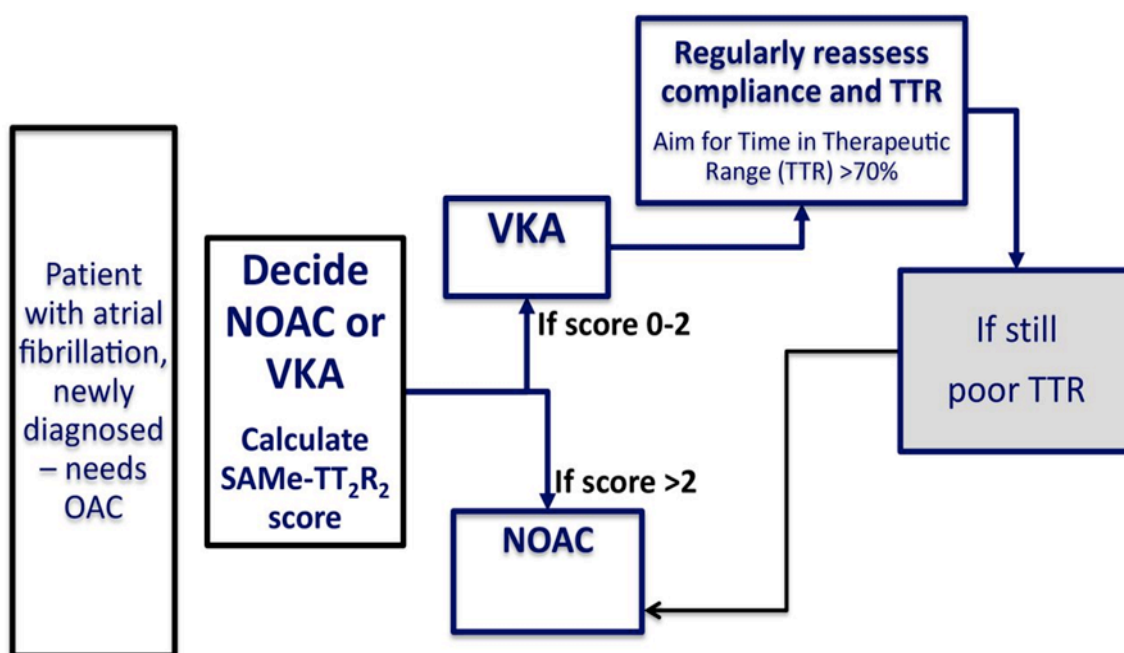 Patient
with atrial
fibrillation,
newly
diagnosed
– needs
OAC
Decide
NOAC or
VKA
Calculate
SAMe-TT₂R₂
score
VKA
If score 0-2
If score >2
NOAC
Regularly reassess
compliance and TTR
Aim for Time in Therapeutic
Range (TTR) >70%
If still
poor TTR